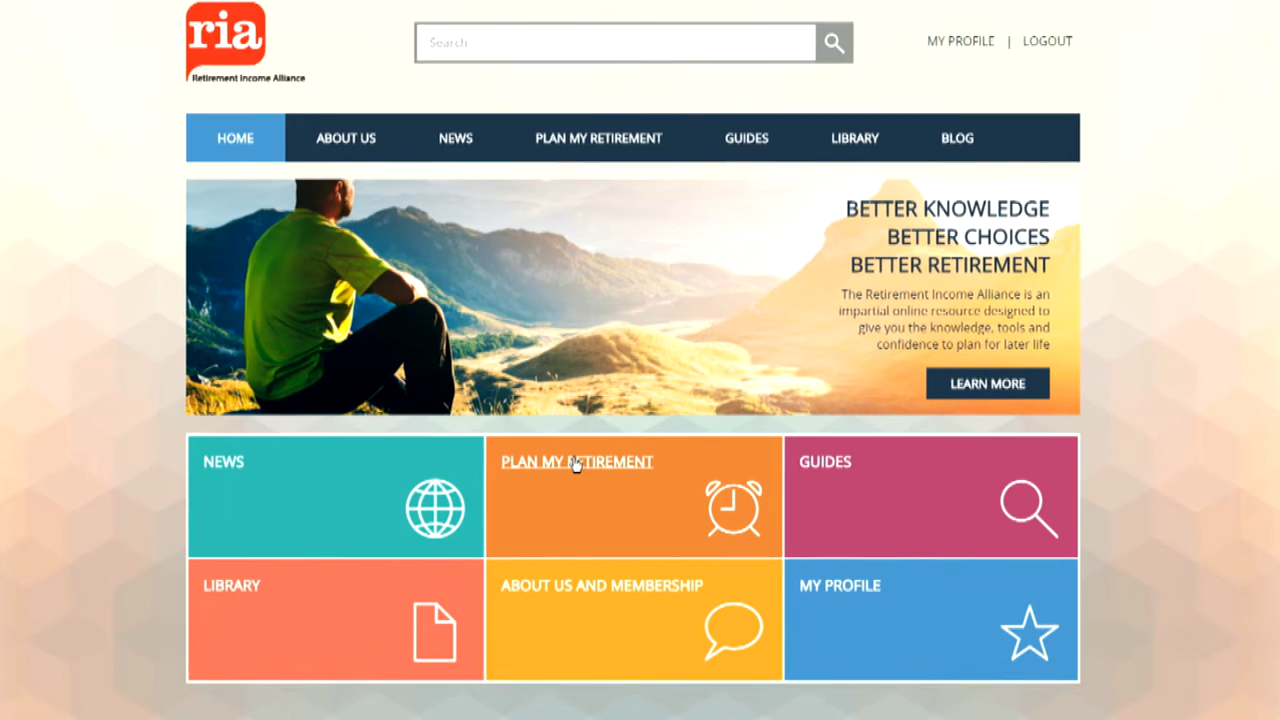 ria
Retirement Income Alliance
Search
MY PROFILE | LOGOUT
HOME ABOUT US NEWS PLAN MY RETIREMENT GUIDES LIBRARY BLOG
BETTER KNOWLEDGE
BETTER CHOICES
BETTER RETIREMENT
The Retirement Income Alliance is an
impartial online resource designed to
give you the knowledge, tools and
confidence to plan for later life
LEARN MORE
NEWS
PLAN MY RETIREMENT
GUIDES
LIBRARY
ABOUT US AND MEMBERSHIP
MY PROFILE